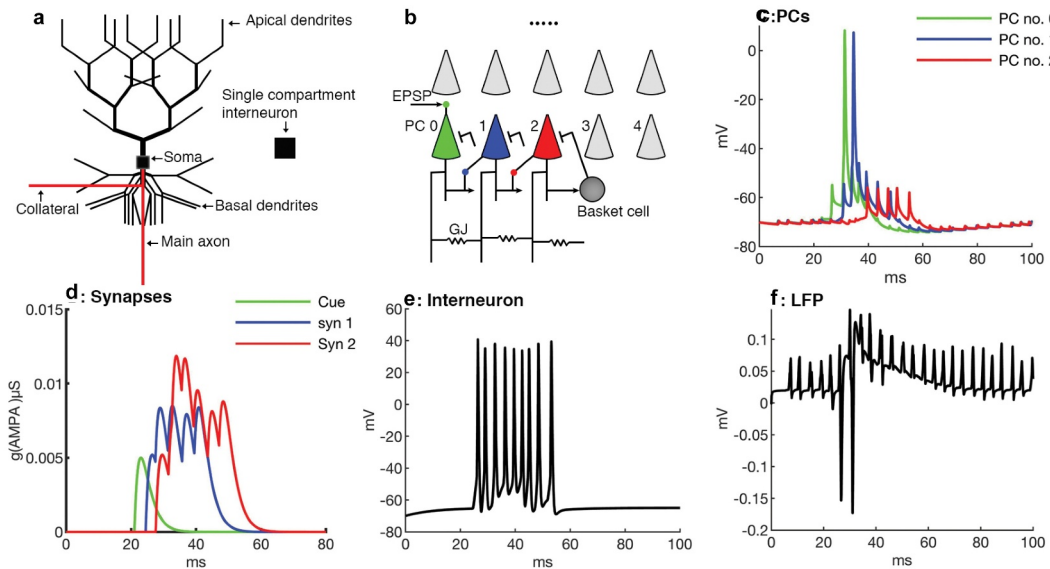 a
Apical dendrites
Single compartment
interneuron
Soma
Collateral
Basal dendrites
Main axon
b
.....
EPSP
PC 0 1 2 3 4
Basket cell
GJ
c:PCs
PC no.
PC no.
PC no.
0
-20
-40
-60
-80
mV
0 20 40 60 80 100
ms
d: Synapses
Cue
syn 1
Syn 2
0.015
0.01
0.005
0
g(AMPA )µS
0 20 40 60 80
ms
e: Interneuron
60
40
20
0
-20
-40
-60
-80
mV
0 20 40 60 80 100
ms
f: LFP
0.1
0.05
0
-0.05
-0.1
-0.15
-0.2
mV
0 20 40 60 80 100
ms